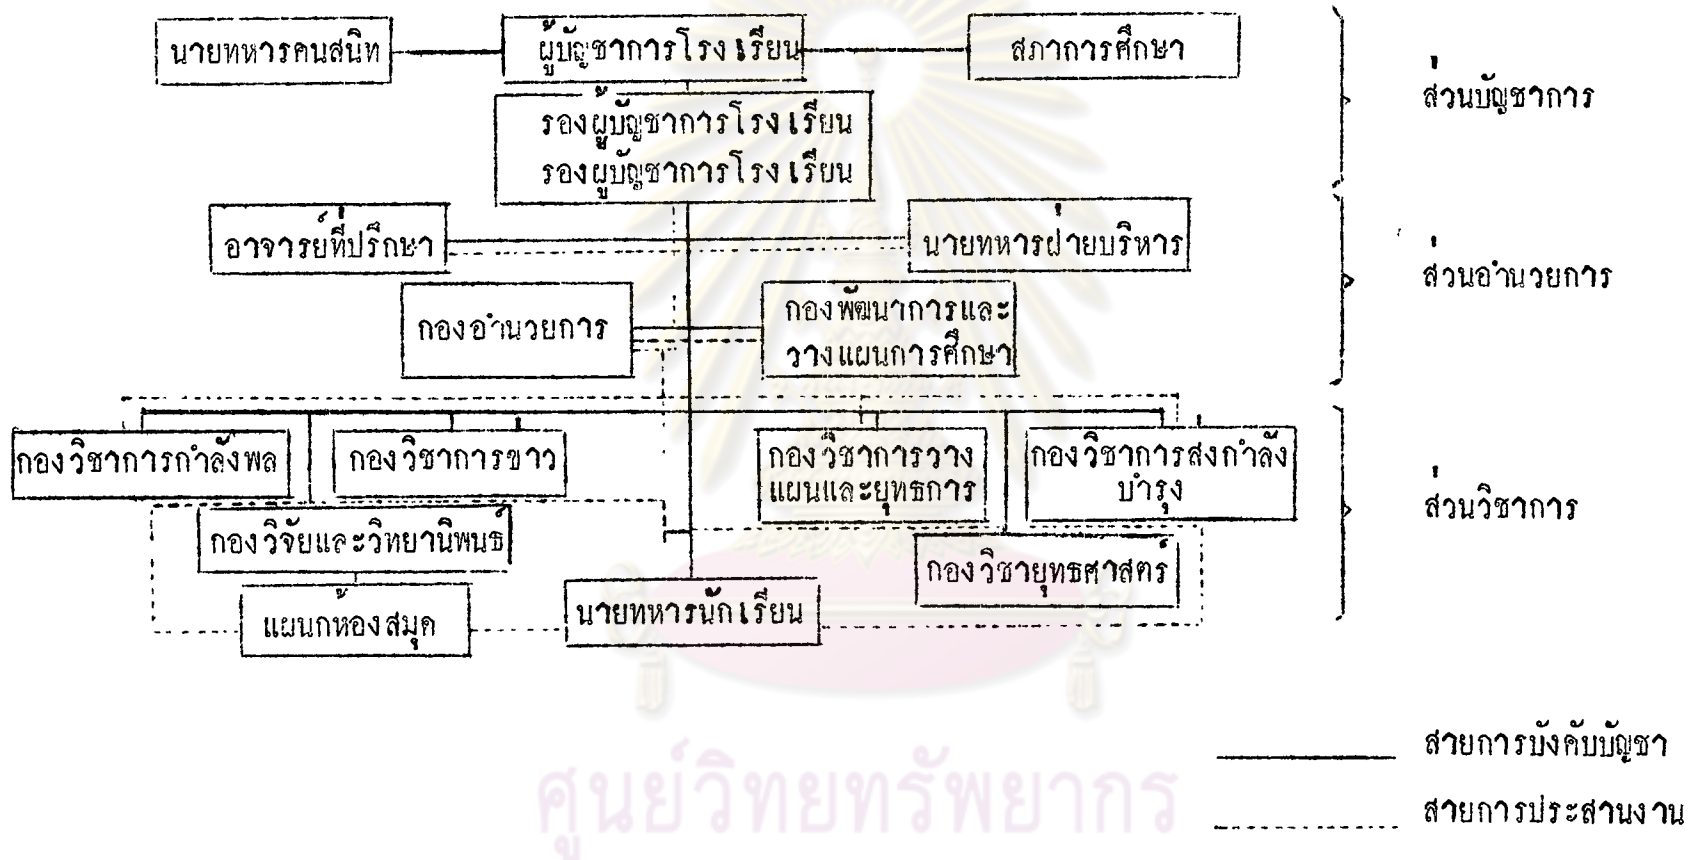 นายทหารคนสนิท
ผู้บัญชาการโรงเรียน
สภาการศึกษา
ส่วนบัญชาการ
รองผู้บัญชาการโรงเรียน
รองผู้บัญชาการโรงเรียน
อาจารย์ที่ปรึกษา
นายทหารฝ่ายบริหาร
ส่วนอำนวยการ
กองอำนวยการ
กองพัฒนาการและ
วางแผนการศึกษา
กองวิชาการกำลังพล
กองวิชาการข่าว
กองวิชาการวาง
แผนและยุทธการ
กองวิชาการส่งกำลัง
บำรุง
ส่วนวิชาการ
กองวิจัยและวิทยานิพนธ์
กองวิชายุทธศาสตร์
แผนกห้องสมุด
นายทหารนักเรียน
สายการบังคับบัญชา
สายการประสานงาน
ศูนย์วิทยทรัพยากร